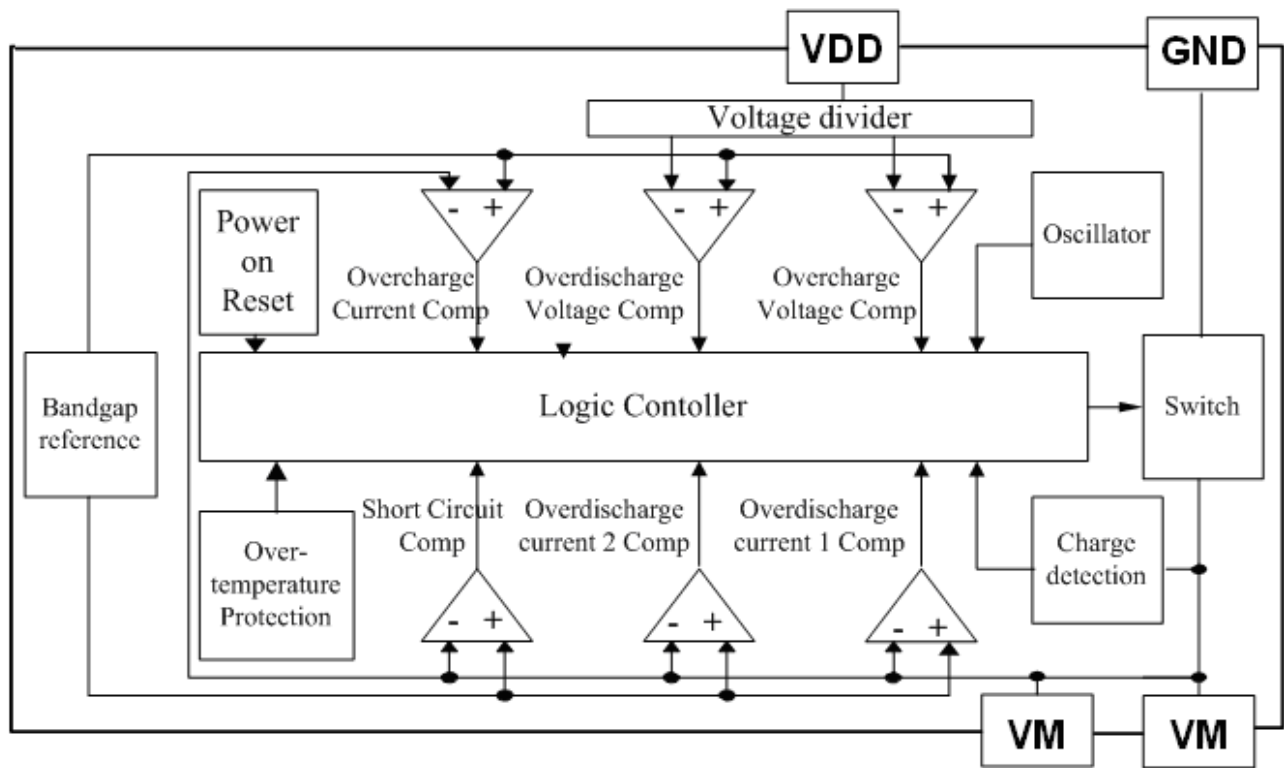 VDD
GND
Voltage divider
- +
- +
- +
Power
on
Reset
Oscillator
Overcharge
Current Comp
Overdischarge
Voltage Comp
Overcharge
Voltage Comp
Bandgap
reference
Logic Contoller
Switch
Short Circuit
Comp
Overdischarge
current 2 Comp
Overdischarge
current 1 Comp
Over-
temperature
Protection
Charge
detection
- +
- +
- +
VM
VM